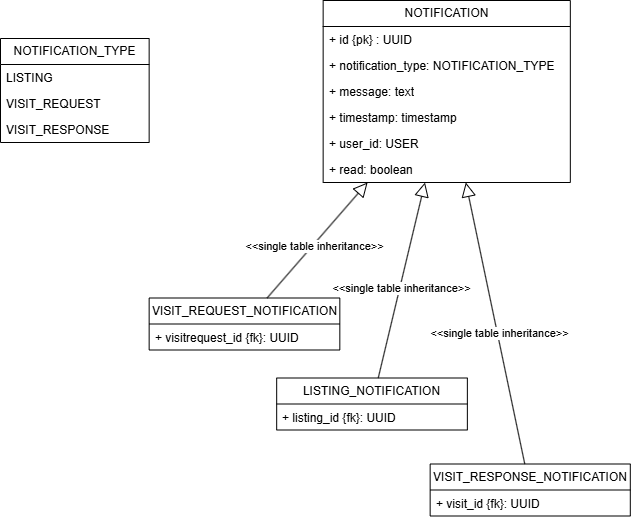 NOTIFICATION
+ id {pk} : UUID
+ notification_type: NOTIFICATION_TYPE
+ message: text
+ timestamp: timestamp
+ user_id: USER
+ read: boolean
NOTIFICATION_TYPE
LISTING
VISIT_REQUEST
VISIT_RESPONSE
<<single table inheritance>>
<<single table inheritance>>
<<single table inheritance>>
VISIT_REQUEST_NOTIFICATION
+ visitrequest_id {fk}: UUID
LISTING_NOTIFICATION
+ listing_id {fk}: UUID
VISIT_RESPONSE_NOTIFICATION
+ visit_id {fk}: UUID